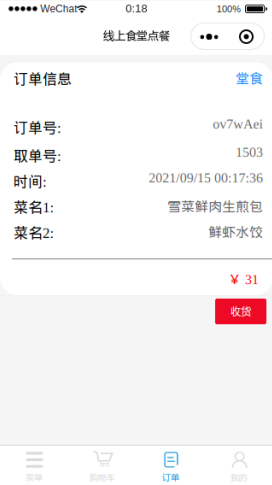 WeChat 0:18 100%
线上食堂点餐
订单信息 堂食
订单号: ov7wAei
取单号: 1503
时间: 2021/09/15 00:17:36
菜名1: 雪菜鲜肉生煎包
菜名2: 鲜虾水饺
￥ 31
收货
菜单 购物车 订单 我的